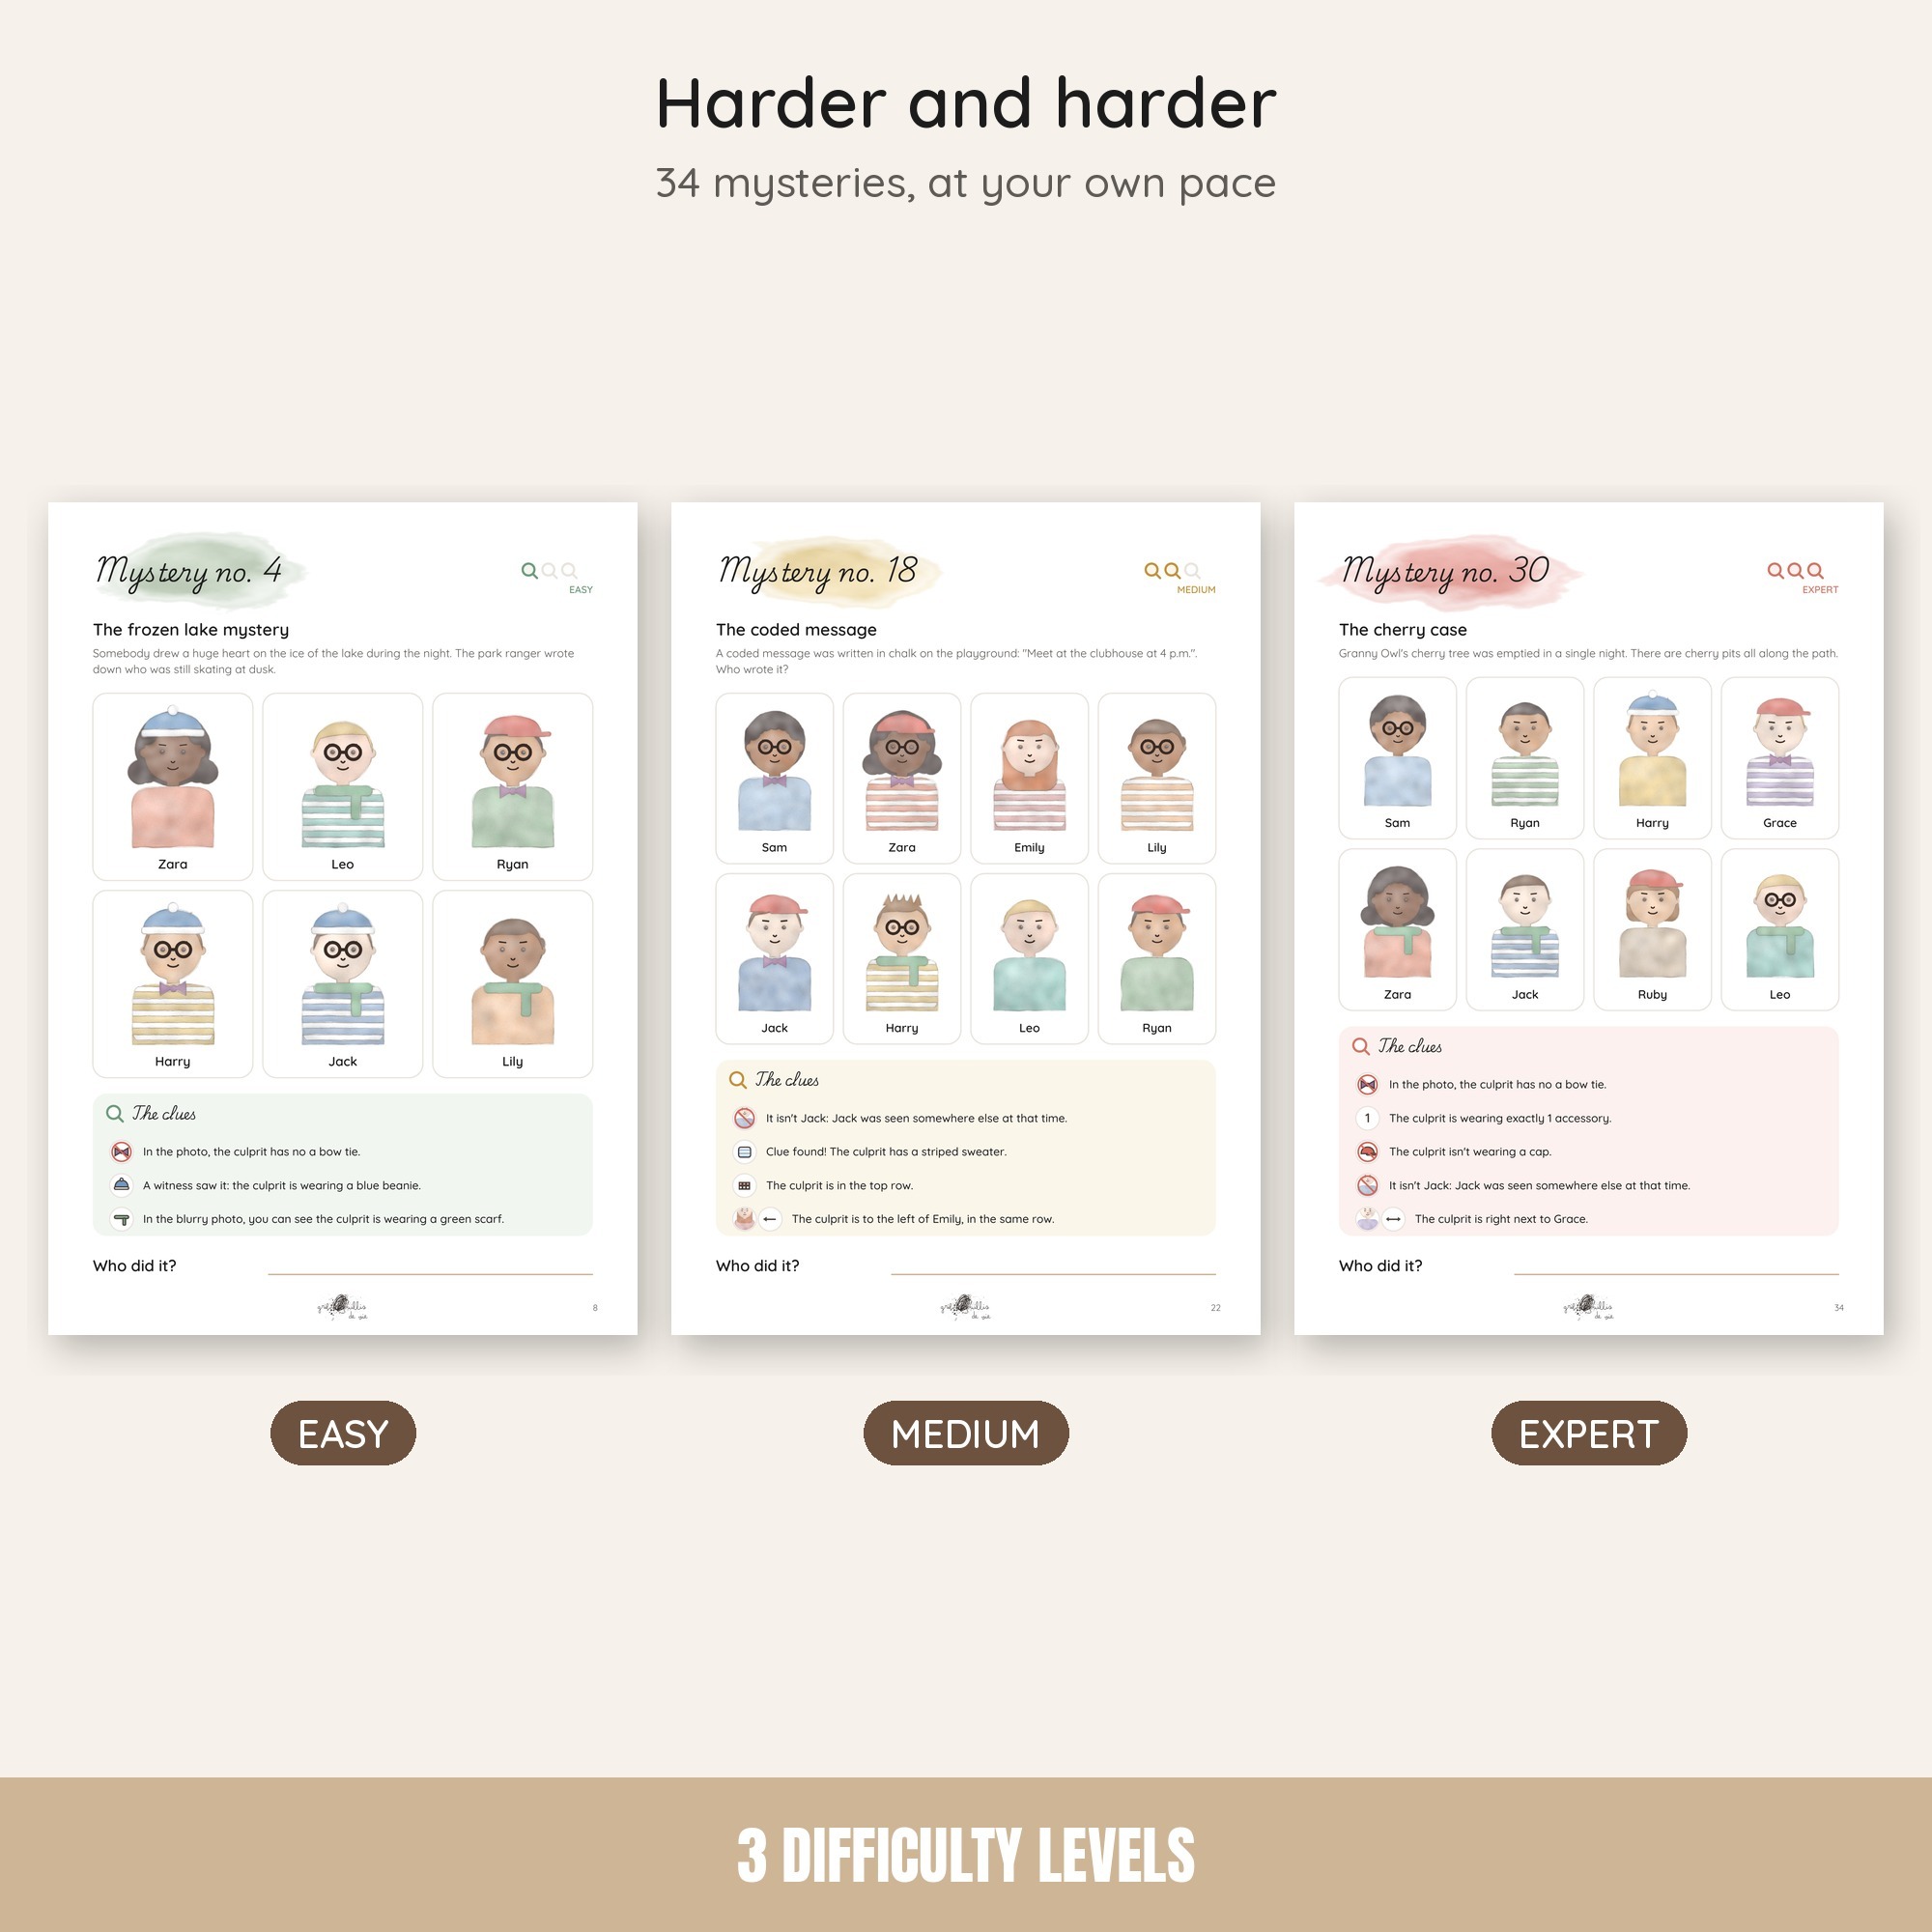 Harder and harder
34 mysteries, at your own pace
Mystery no. 4
EASY
The frozen lake mystery
Somebody drew a huge heart on the ice of the lake during the night. The park ranger wrote
down who was still skating at dusk.
Zara
Leo
Ryan
Harry
Jack
Lily
The clues
In the photo, the culprit has no a bow tie.
A witness saw it: the culprit is wearing a blue beanie.
In the blurry photo, you can see the culprit is wearing a green scarf.
Who did it?
8
Mystery no. 18
MEDIUM
The coded message
A coded message was written in chalk on the playground: "Meet at the clubhouse at 4 p.m.".
Who wrote it?
Sam
Zara
Emily
Lily
Jack
Harry
Leo
Ryan
The clues
It isn't Jack: Jack was seen somewhere else at that time.
Clue found! The culprit has a striped sweater.
The culprit is in the top row.
The culprit is to the left of Emily, in the same row.
Who did it?
22
Mystery no. 30
EXPERT
The cherry case
Granny Owl's cherry tree was emptied in a single night. There are cherry pits all along the path.
Sam
Ryan
Harry
Grace
Zara
Jack
Ruby
Leo
The clues
In the photo, the culprit has no a bow tie.
1 The culprit is wearing exactly 1 accessory.
The culprit isn't wearing a cap.
It isn't Jack: Jack was seen somewhere else at that time.
The culprit is right next to Grace.
Who did it?
34
EASY
MEDIUM
EXPERT
3 DIFFICULTY LEVELS